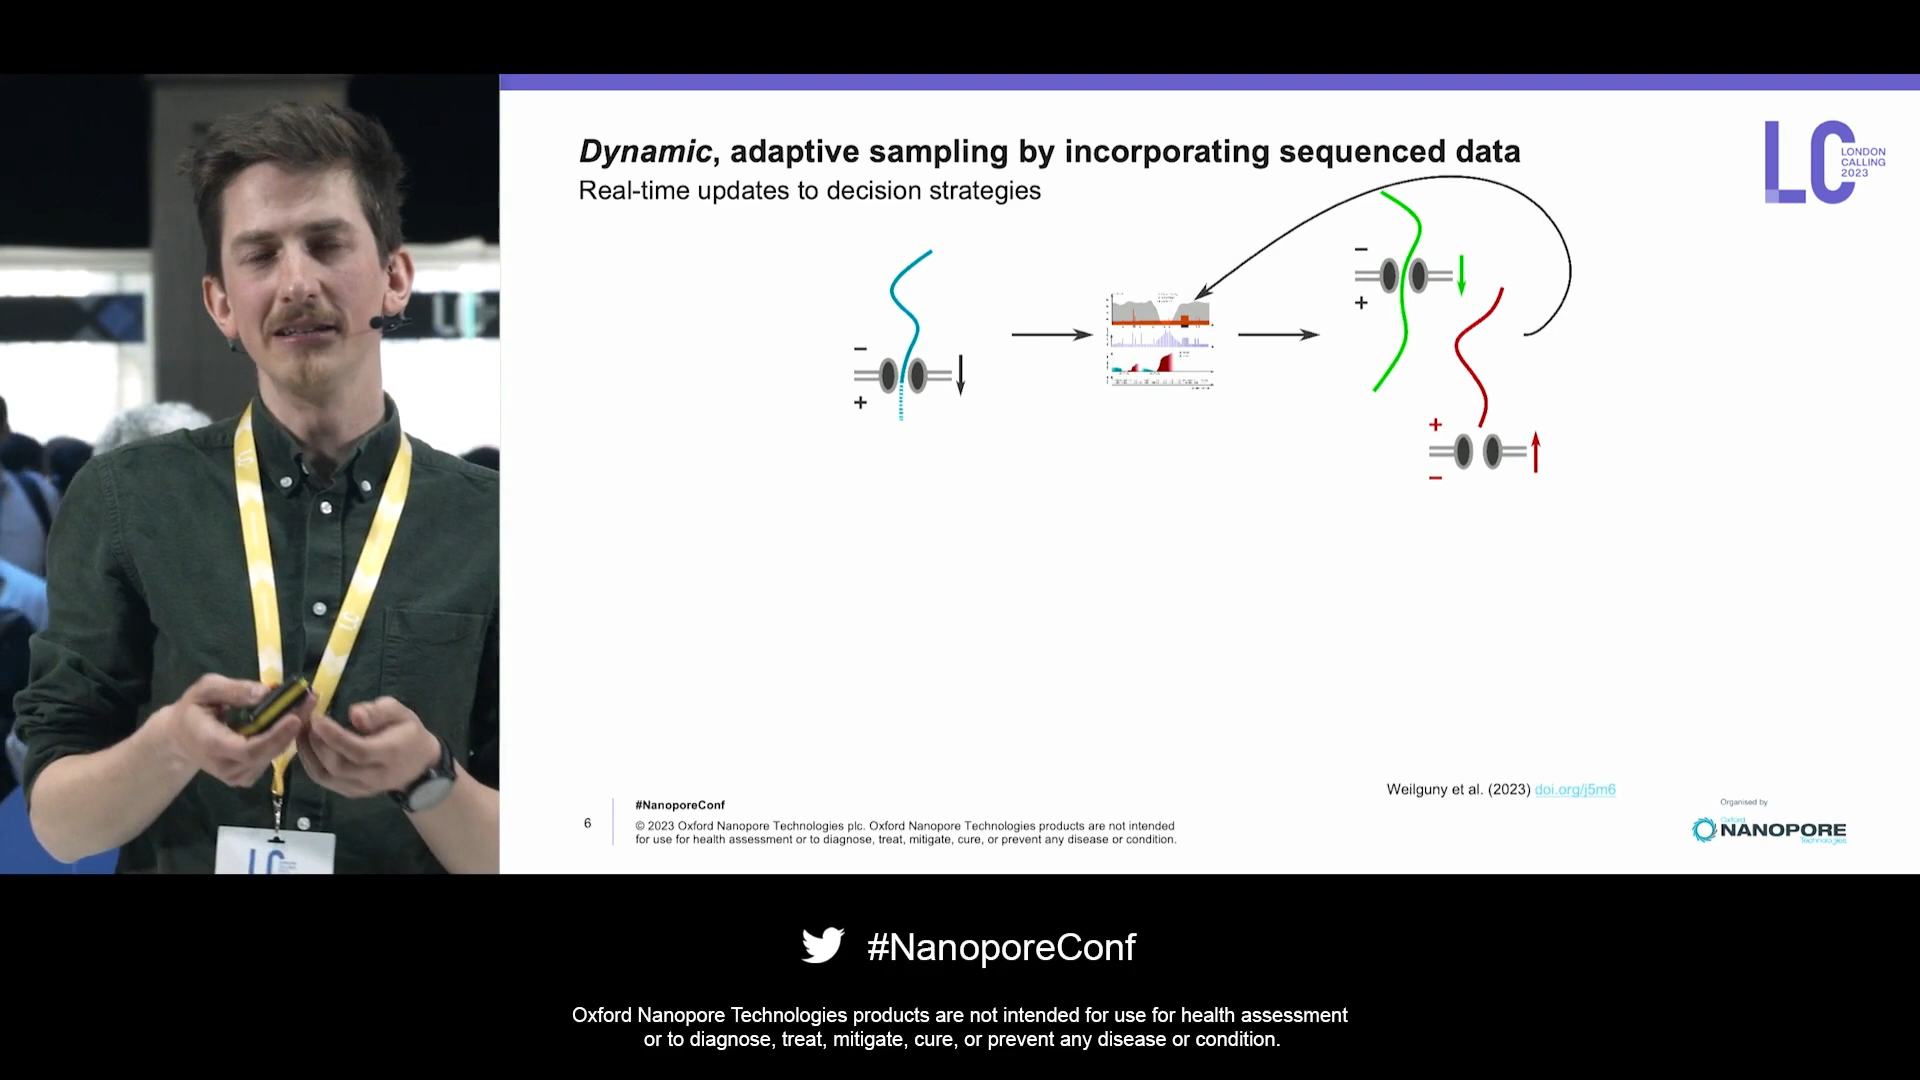 Dynamic, adaptive sampling by incorporating sequenced data
Real-time updates to decision strategies
LC
LONDON
CALLING
2023
−
+
−
+
+
−
Weilguny et al. (2023) doi.org/j5m6
6
#NanoporeConf
© 2023 Oxford Nanopore Technologies plc. Oxford Nanopore Technologies products are not intended
for use for health assessment or to diagnose, treat, mitigate, cure, or prevent any disease or condition.
Organised by
Oxford
NANOPORE
Technologies
LC
#NanoporeConf
Oxford Nanopore Technologies products are not intended for use for health assessment
or to diagnose, treat, mitigate, cure, or prevent any disease or condition.